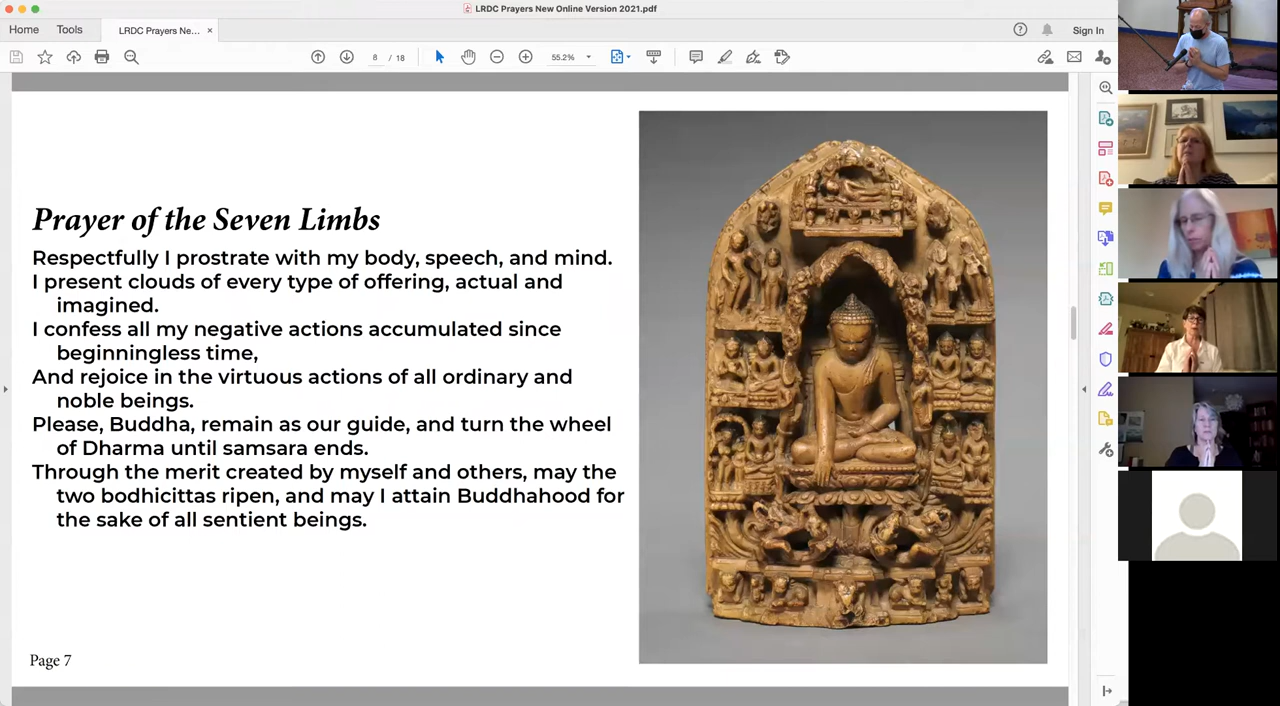 LRDC Prayers New Online Version 2021.pdf
Home
Tools
LRDC Prayers Ne... ×
Sign In
8 / 18
55.2%
Prayer of the Seven Limbs
Respectfully I prostrate with my body, speech, and mind.
I present clouds of every type of offering, actual and
imagined.
I confess all my negative actions accumulated since
beginningless time,
And rejoice in the virtuous actions of all ordinary and
noble beings.
Please, Buddha, remain as our guide, and turn the wheel
of Dharma until samsara ends.
Through the merit created by myself and others, may the
two bodhicittas ripen, and may I attain Buddhahood for
the sake of all sentient beings.
Page 7